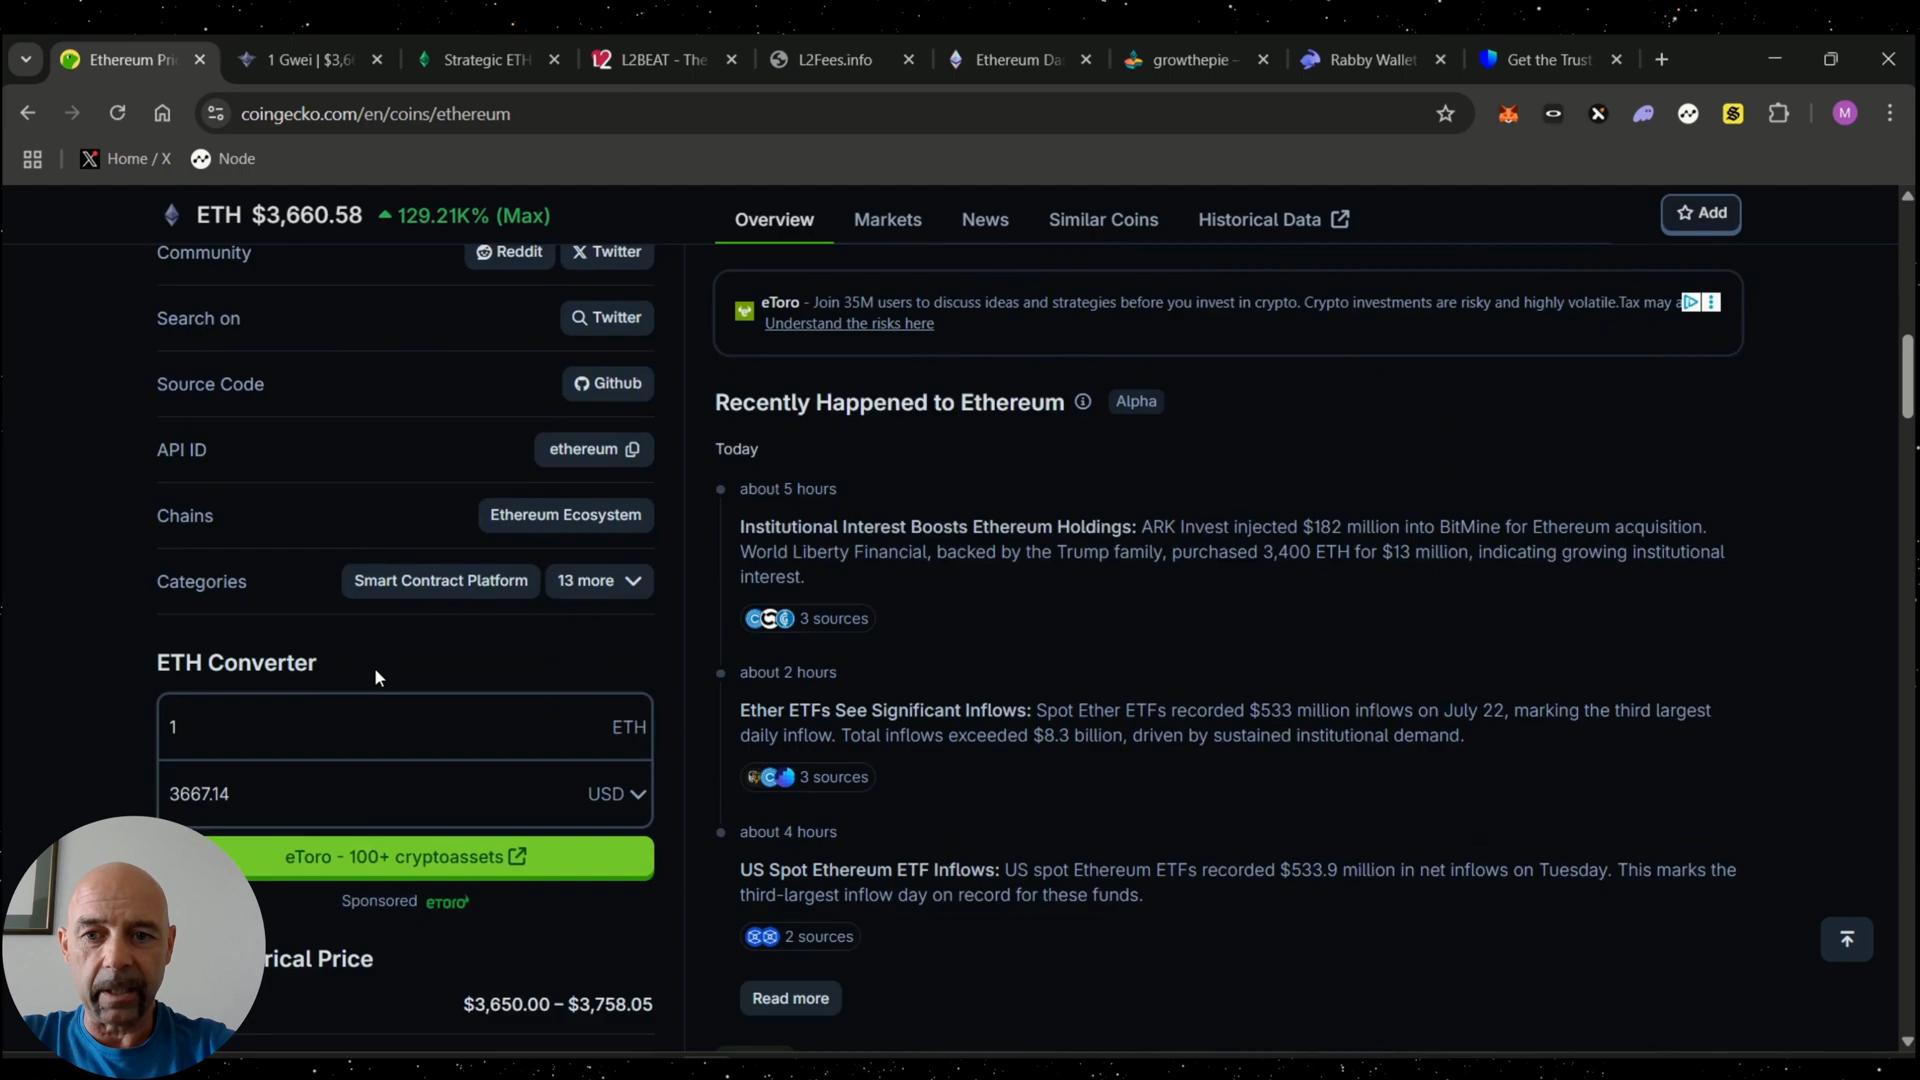 Ethereum Pri
1 Gwei | $3,6
Strategic ETH
L2BEAT - The
L2Fees.info
Ethereum Da
growthepie -
Rabby Wallet
Get the Trust
coingecko.com/en/coins/ethereum
M
Home / X
Node
ETH $3,660.58 129.21K% (Max)
Overview
Markets
News
Similar Coins
Historical Data
Add
Community
Reddit
Twitter
Search on
Twitter
Source Code
Github
API ID
ethereum
Chains
Ethereum Ecosystem
Categories
Smart Contract Platform
13 more
ETH Converter
1
ETH
3667.14
USD
eToro - 100+ cryptoassets
Sponsored eTORO
rical Price
$3,650.00 – $3,758.05
eToro - Join 35M users to discuss ideas and strategies before you invest in crypto. Crypto investments are risky and highly volatile.Tax may a
Understand the risks here
Recently Happened to Ethereum
Alpha
Today
about 5 hours
Institutional Interest Boosts Ethereum Holdings: ARK Invest injected $182 million into BitMine for Ethereum acquisition.
World Liberty Financial, backed by the Trump family, purchased 3,400 ETH for $13 million, indicating growing institutional
interest.
3 sources
about 2 hours
Ether ETFs See Significant Inflows: Spot Ether ETFs recorded $533 million inflows on July 22, marking the third largest
daily inflow. Total inflows exceeded $8.3 billion, driven by sustained institutional demand.
3 sources
about 4 hours
US Spot Ethereum ETF Inflows: US spot Ethereum ETFs recorded $533.9 million in net inflows on Tuesday. This marks the
third-largest inflow day on record for these funds.
2 sources
Read more